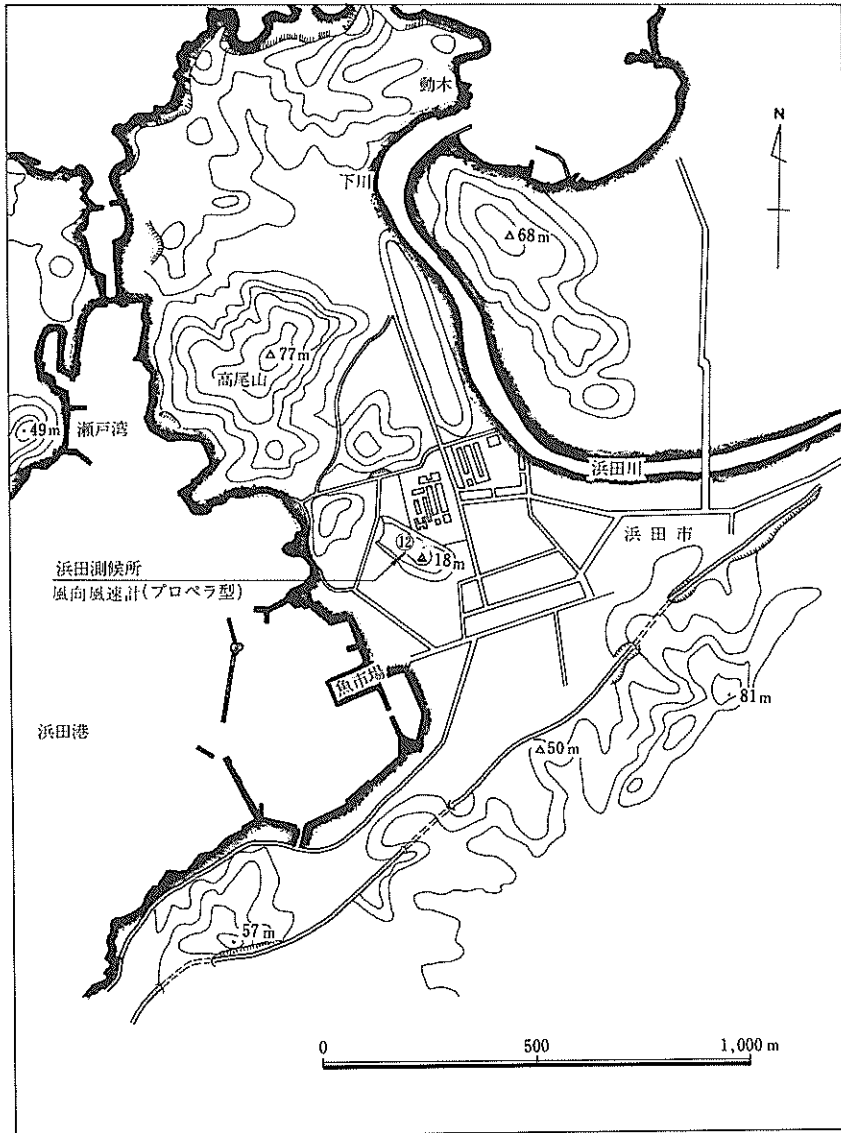 動木
N
下川
68m
77m
高尾山
49m
瀬戸湾
浜田川
浜田市
⑫
18m
浜田測候所
風向風速計(プロペラ型)
魚市場
81m
浜田港
50m
57m
0 500 1,000m